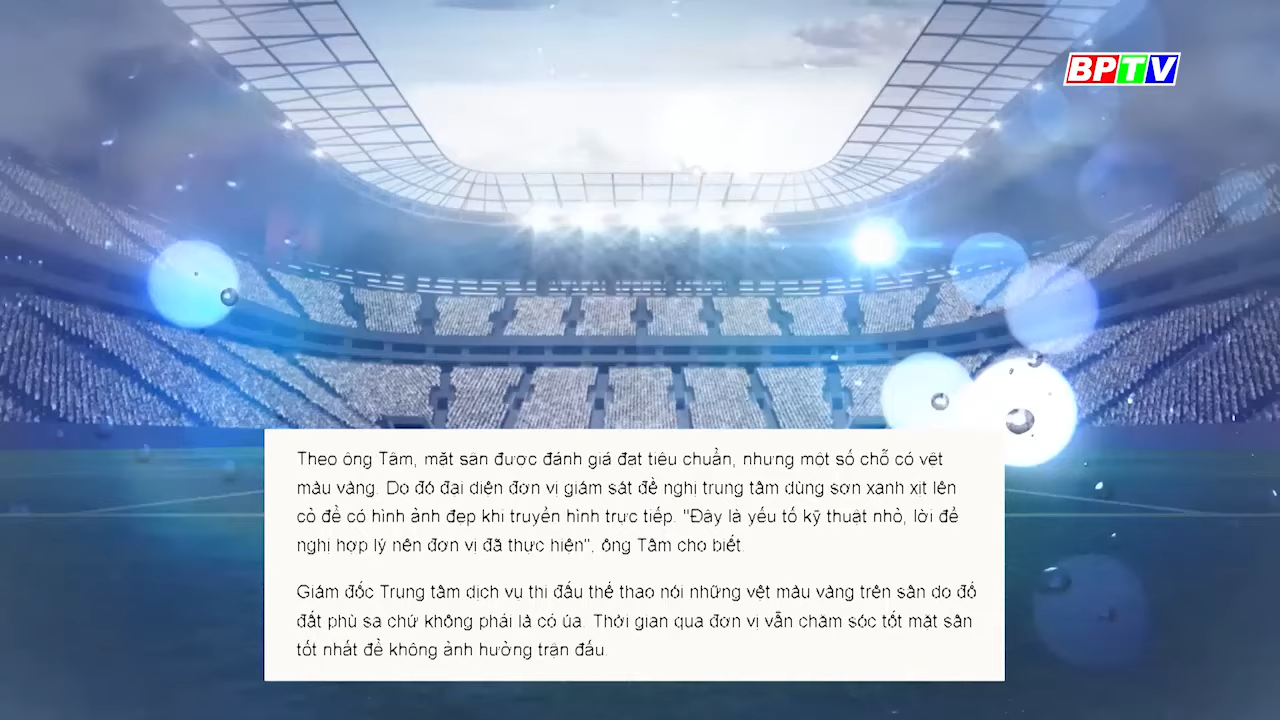 BPTV
Theo ông Tâm, mặt sân được đánh giá đạt tiêu chuẩn, nhưng một số chỗ có vệt
màu vàng. Do đó đại diện đơn vị giám sát đề nghị trung tâm dùng sơn xanh xịt lên
cỏ để có hình ảnh đẹp khi truyền hình trực tiếp. "Đây là yếu tố kỹ thuật nhỏ, lời đề
nghị hợp lý nên đơn vị đã thực hiện", ông Tâm cho biết.
Giám đốc Trung tâm dịch vụ thi đấu thể thao nói những vệt màu vàng trên sân do đổ
đất phù sa chứ không phải là cỏ úa. Thời gian qua đơn vị vẫn chăm sóc tốt mặt sân
tốt nhất để không ảnh hưởng trận đấu.